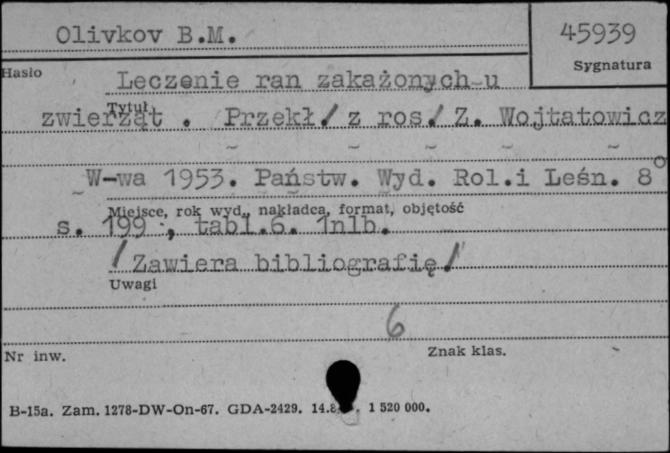 Olivkov B.M.
45939
Sygnatura
Hasło
Leczenie ran zakażonych u
Tytuł
zwierząt . Przekł/ z ros/ Z. Wojtatowicz
W-wa 1953. Państw. Wyd. Rol.i Leśn. 8o
Miejsce, rok wyd., nakładca, format, objętość
s. 199 , tabl.6. 1nlb.
/Zawiera bibliografię/
Uwagi
6
Nr inw.
Znak klas.
B-15a. Zam. 1278-DW-On-67. GDA-2429. 14.8 1 520 000.